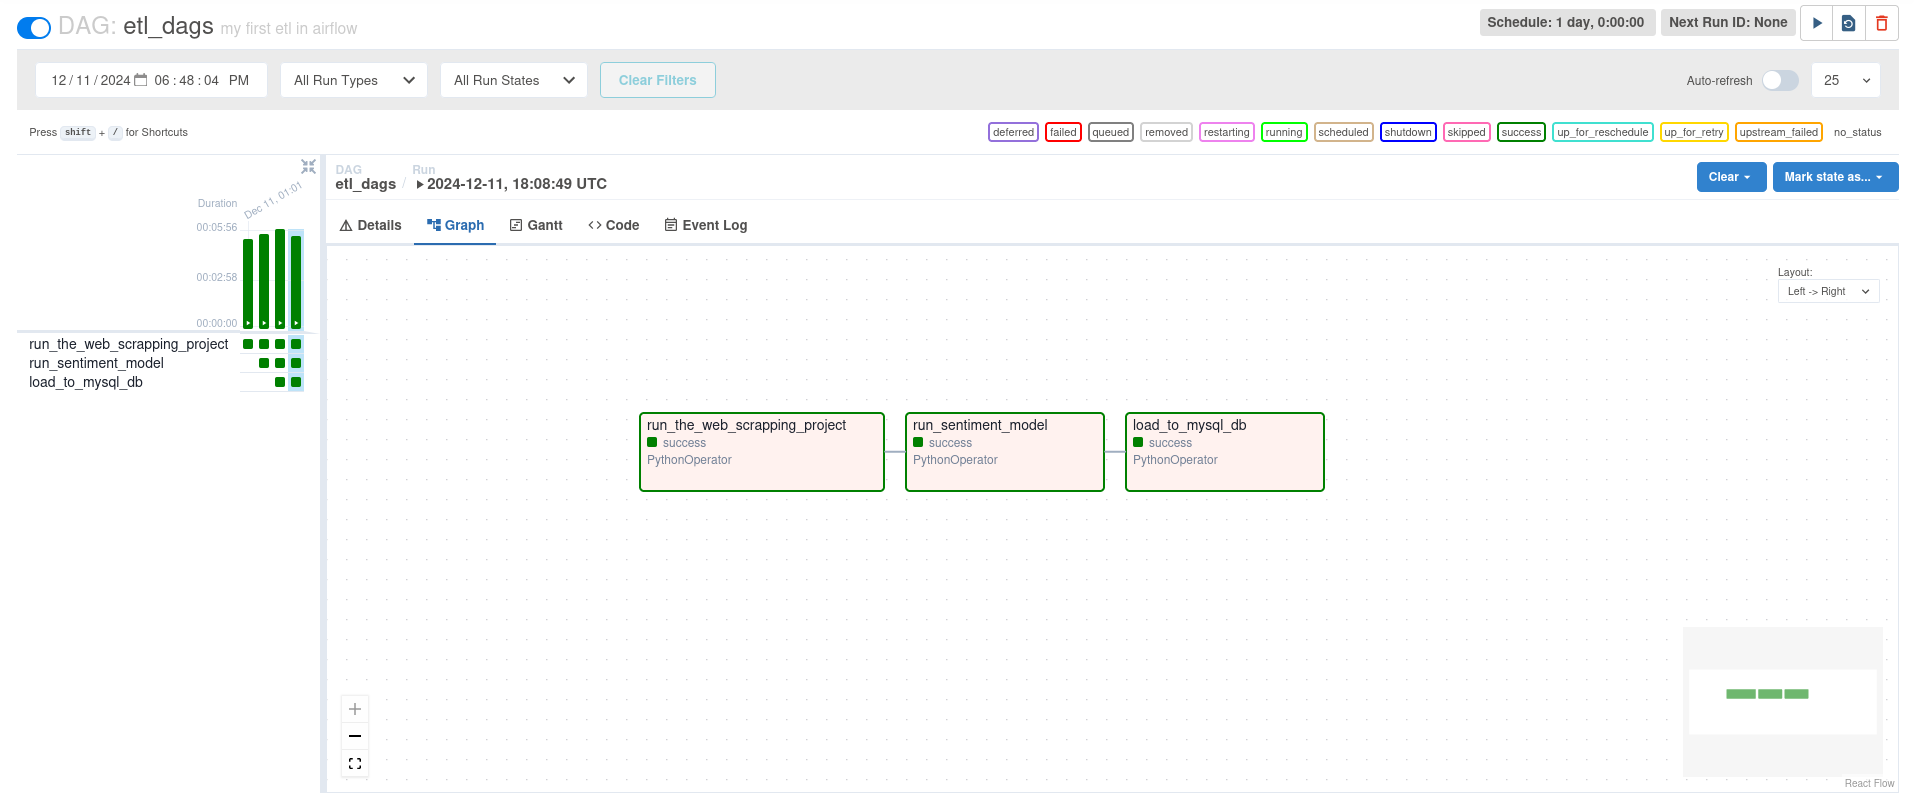 DAG: etl_dags my first etl in airflow
Schedule: 1 day, 0:00:00 Next Run ID: None
12 / 11 / 2024 06 : 48 : 04 PM All Run Types All Run States Clear Filters Auto-refresh 25
Press shift + / for Shortcuts deferred failed queued removed restarting running scheduled shutdown skipped success up_for_reschedule up_for_retry upstream_failed no_status
Dec 11, 01:01
Duration
00:05:56
00:02:58
00:00:00
run_the_web_scrapping_project
run_sentiment_model
load_to_mysql_db
DAG Run
etl_dags / 2024-12-11, 18:08:49 UTC
Clear Mark state as...
Details Graph Gantt Code Event Log
Layout:
Left -> Right
run_the_web_scrapping_project
success
PythonOperator
run_sentiment_model
success
PythonOperator
load_to_mysql_db
success
PythonOperator
React Flow